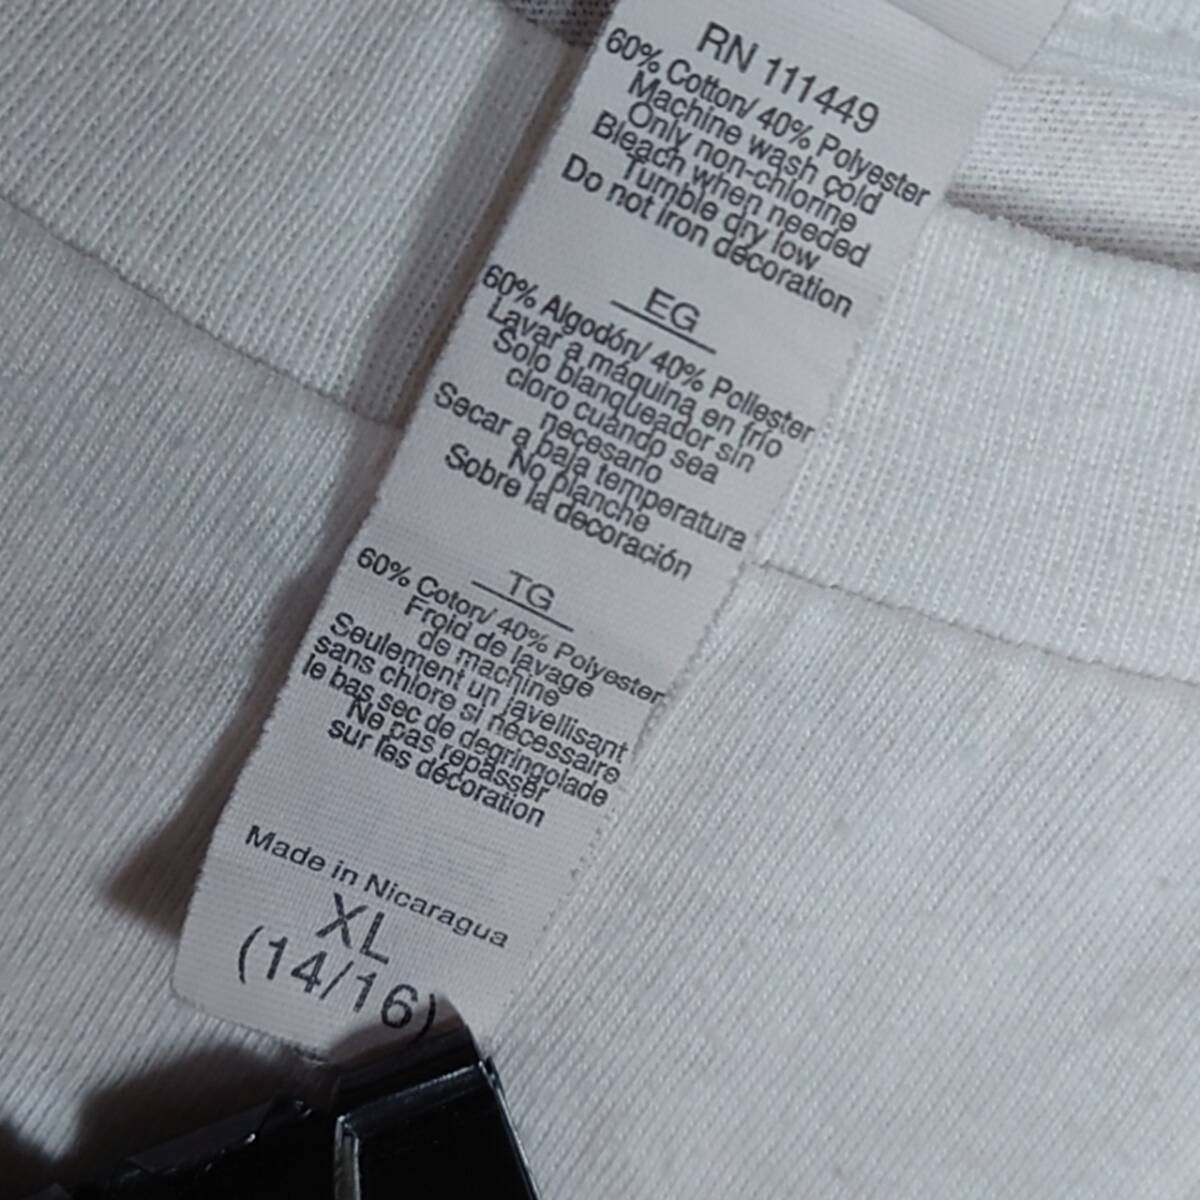 RN 111449
60% Cotton/ 40% Polyester
Machine wash cold
Only non-chlorine
Bleach when needed
Tumble dry low
Do not iron decoration
EG
60% Algodón/ 40% Poliester
Lavar a máquina en frío
Solo blanqueador sin
cloro cuando sea
necesario
Secar a baja temperatura
No planche
Sobre la decoración
TG
60% Coton/ 40% Polyester
Froid de lavage
de machine
Seulement un javellisant
sans chlore si nécessaire
le bas sec de degringolade
Ne pas repasser
sur les décoration
Made in Nicaragua
XL
(14/16)